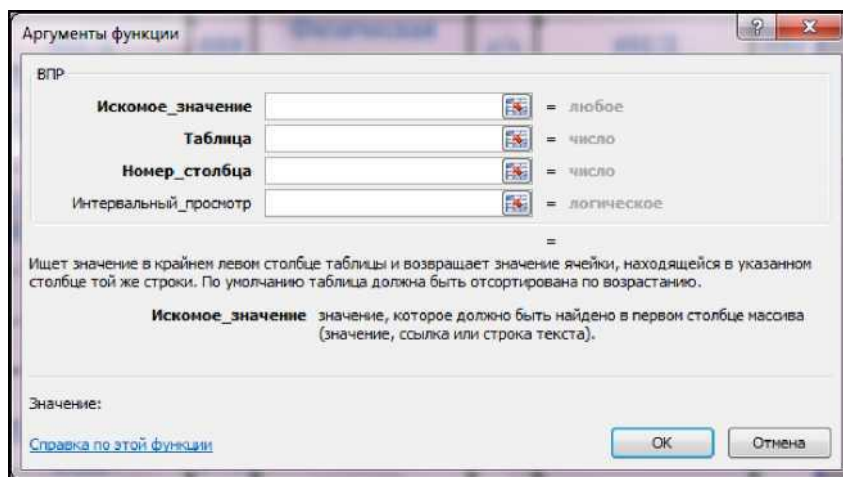 Аргументы функции
ВПР
Искомое_значение = любое
Таблица = число
Номер_столбца = число
Интервальный_просмотр = логическое
=
Ищет значение в крайнем левом столбце таблицы и возвращает значение ячейки, находящейся в указанном
столбце той же строки. По умолчанию таблица должна быть отсортирована по возрастанию.
Искомое_значение значение, которое должно быть найдено в первом столбце массива
(значение, ссылка или строка текста).
Значение:
Справка по этой функции
ОК
Отмена